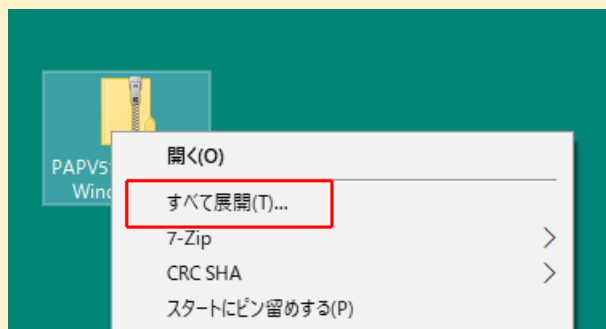 PAPV5
Wind
開く(O)
すべて展開(T)...
7-Zip
CRC SHA
スタートにピン留めする(P)